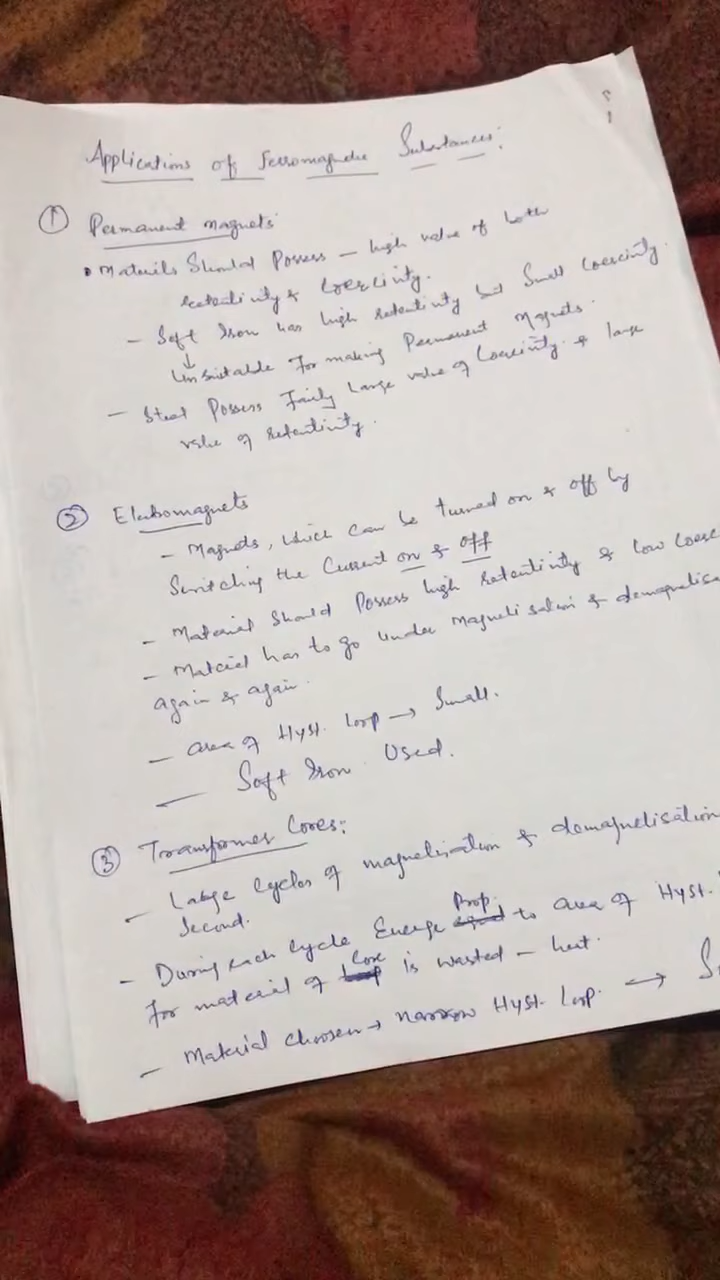 Applications of Ferromagnetic Substances:
① Permanent Magnets
• Materials Should Possess – high value of both
retentivity & Coercivity.
– Soft Iron has high retentivity but Small Coercivity.
↓
Unsuitable for making Permanent Magnets.
– Steel Possess Fairly Large value of Coercivity & large
value of retentivity.
② Electromagnets
– Magnets, which can be turned on & off by
Switching the Current on & off
– Material Should Possess high retentivity & low Coerc
– Material has to go under Magnetisation & demagnetisa
again & again.
– area of Hyst. Loop → Small.
– Soft Iron Used.
③ Transformer Cores:
– Large Cycles of magnetisation & demagnetisation
Second.
– During each Cycle Energy Prop. to area of Hyst.
for material of Core is wasted – heat.
– Material choosen → narrow Hyst. Loop. → S